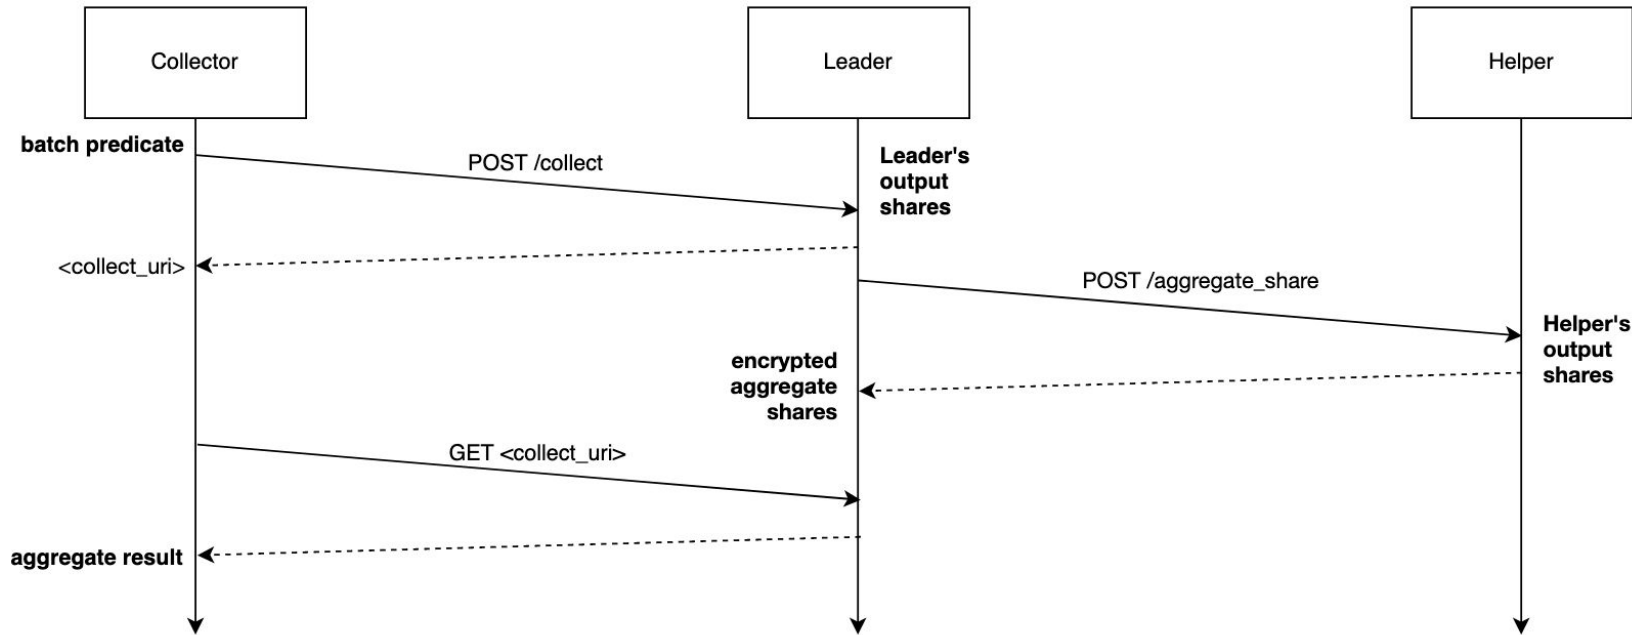 Collector
Leader
Helper
batch predicate
POST /collect
Leader's
output
shares
<collect_uri>
POST /aggregate_share
Helper's
output
shares
encrypted
aggregate
shares
GET <collect_uri>
aggregate result